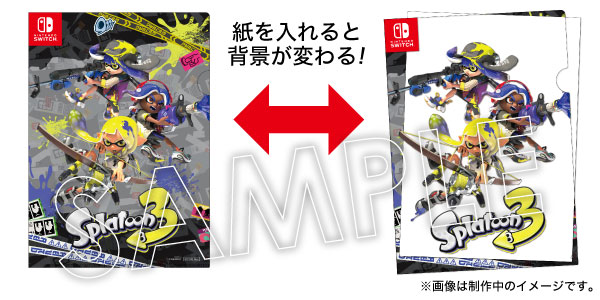 紙を入れると
背景が変わる!
NINTENDO
SWITCH
Splatoon 3
NINTENDO
SWITCH
Splatoon 3
SAMPLE
※画像は制作中のイメージです。